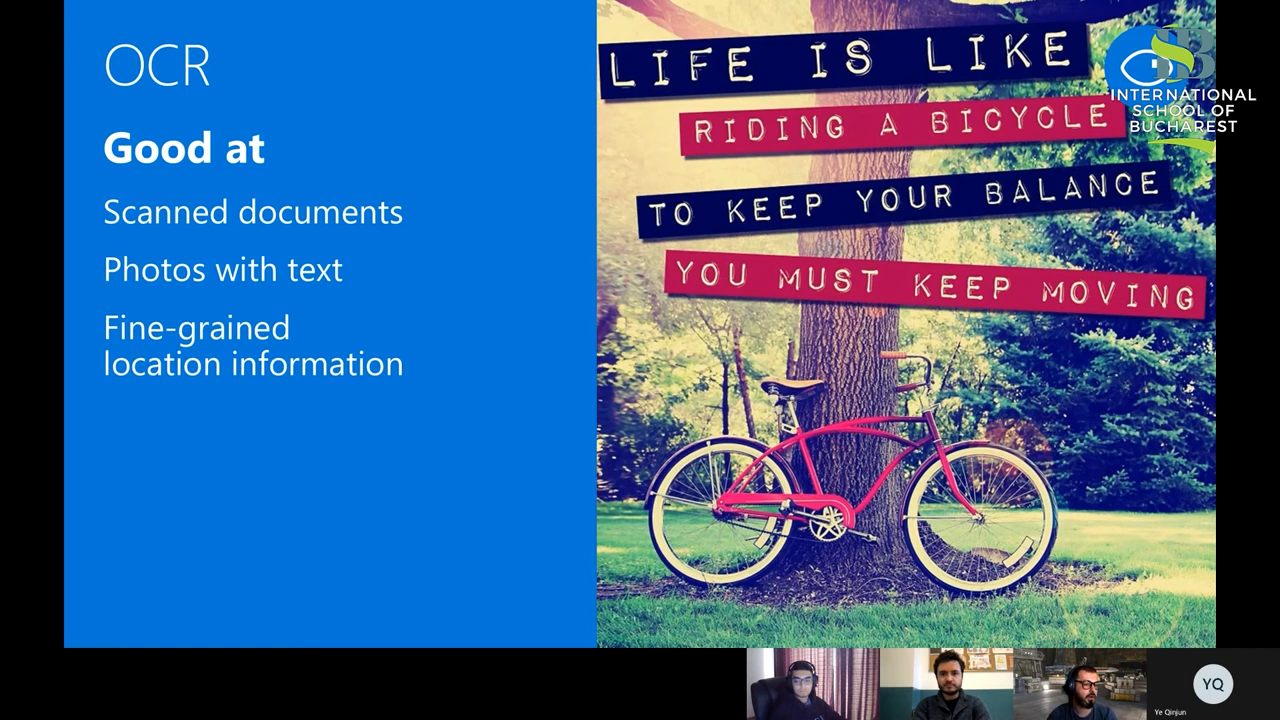 OCR
Good at
Scanned documents
Photos with text
Fine-grained
location information
LIFE IS LIKE
RIDING A BICYCLE
TO KEEP YOUR BALANCE
YOU MUST KEEP MOVING
ISB
INTERNATIONAL
SCHOOL OF
BUCHAREST
YQ
Ye Qinjun